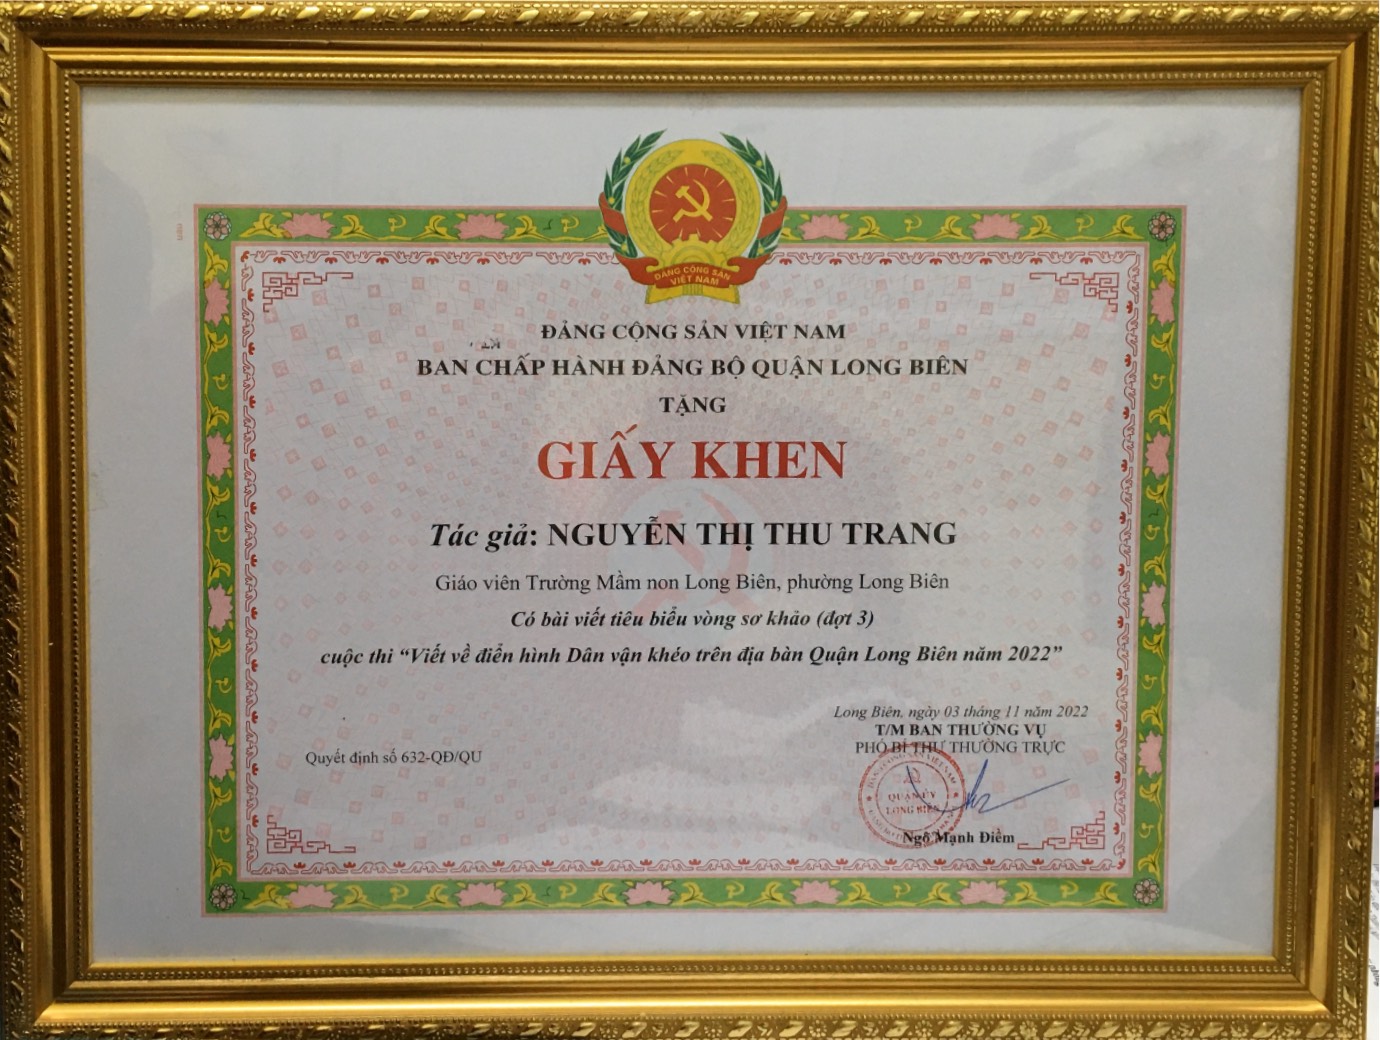 ĐẢNG CỘNG SẢN
VIỆT NAM
ĐẢNG CỘNG SẢN VIỆT NAM
BAN CHẤP HÀNH ĐẢNG BỘ QUẬN LONG BIÊN
TẶNG
GIẤY KHEN
Tác giả: NGUYỄN THỊ THU TRANG
Giáo viên Trường Mầm non Long Biên, phường Long Biên
Có bài viết tiêu biểu vòng sơ khảo (đợt 3)
cuộc thi “Viết về điển hình Dân vận khéo trên địa bàn Quận Long Biên năm 2022”
Long Biên, ngày 03 tháng 11 năm 2022
T/M BAN THƯỜNG VỤ
PHÓ BÍ THƯ THƯỜNG TRỰC
Quyết định số 632-QĐ/QU
QUẬN ỦY
LONG BIÊN
Ngô Mạnh Điềm